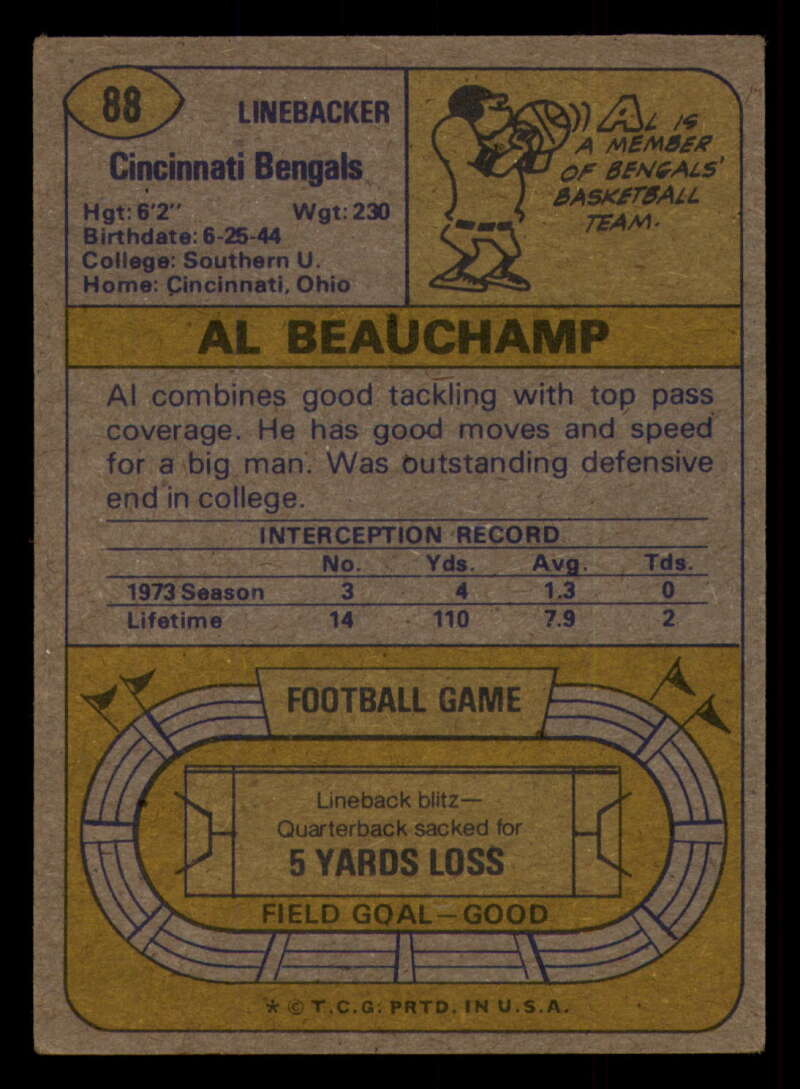 88
LINEBACKER
Cincinnati Bengals
Hgt: 6'2" Wgt: 230
Birthdate: 6-25-44
College: Southern U.
Home: Cincinnati, Ohio
AL IS
A MEMBER
OF BENGALS'
BASKETBALL
TEAM.
AL BEAUCHAMP
Al combines good tackling with top pass
coverage. He has good moves and speed
for a big man. Was outstanding defensive
end in college.
INTERCEPTION RECORD
No. Yds. Avg. Tds.
1973 Season 3 4 1.3 0
Lifetime 14 110 7.9 2
FOOTBALL GAME
Lineback blitz—
Quarterback sacked for
5 YARDS LOSS
FIELD GOAL—GOOD
* © T.C.G. PRTD. IN U.S.A.